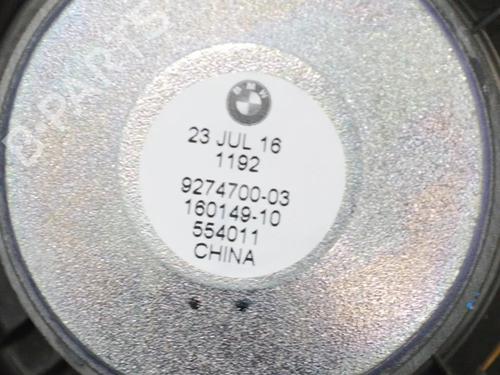 B-PARTS
BMW
23 JUL 16
1192
9274700-03
160149-10
554011
CHINA